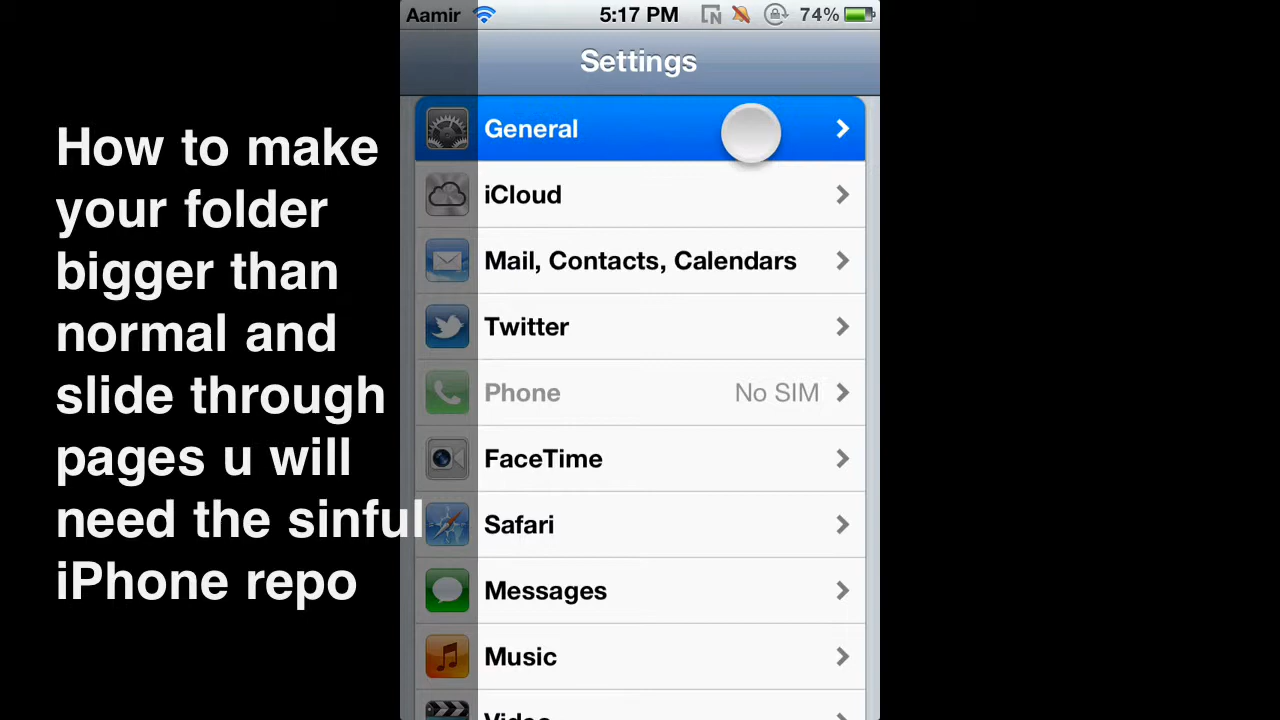 Aamir 5:17 PM 74%
Settings
General
iCloud
Mail, Contacts, Calendars
Twitter
Phone No SIM
FaceTime
Safari
Messages
Music
Video
How to make
your folder
bigger than
normal and
slide through
pages u will
need the sinful
iPhone repo